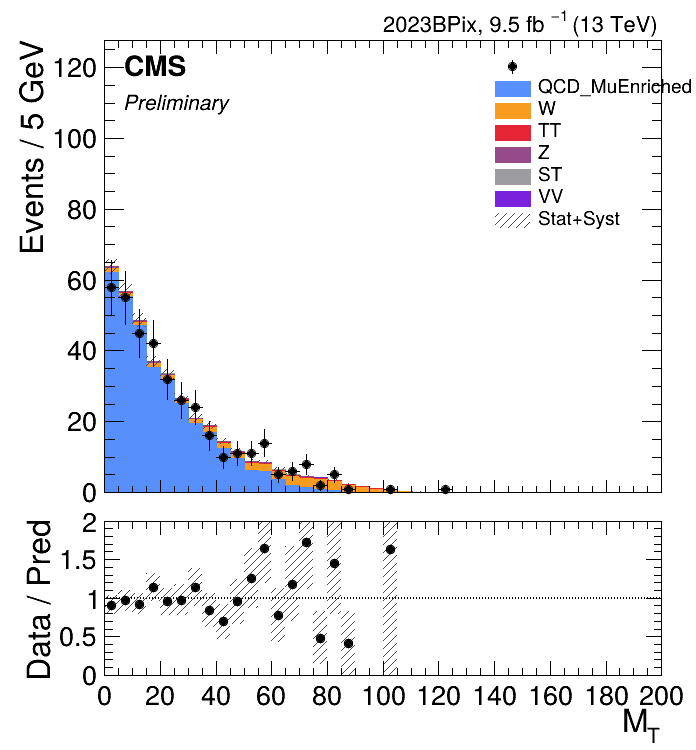 2023BPix, 9.5 fb⁻¹ (13 TeV)
CMS
Preliminary
QCD_MuEnriched
W
TT
Z
ST
VV
Stat+Syst
Events / 5 GeV
120
100
80
60
40
20
0
Data / Pred
2
1.5
1
0.5
0
0 20 40 60 80 100 120 140 160 180 200
M_T